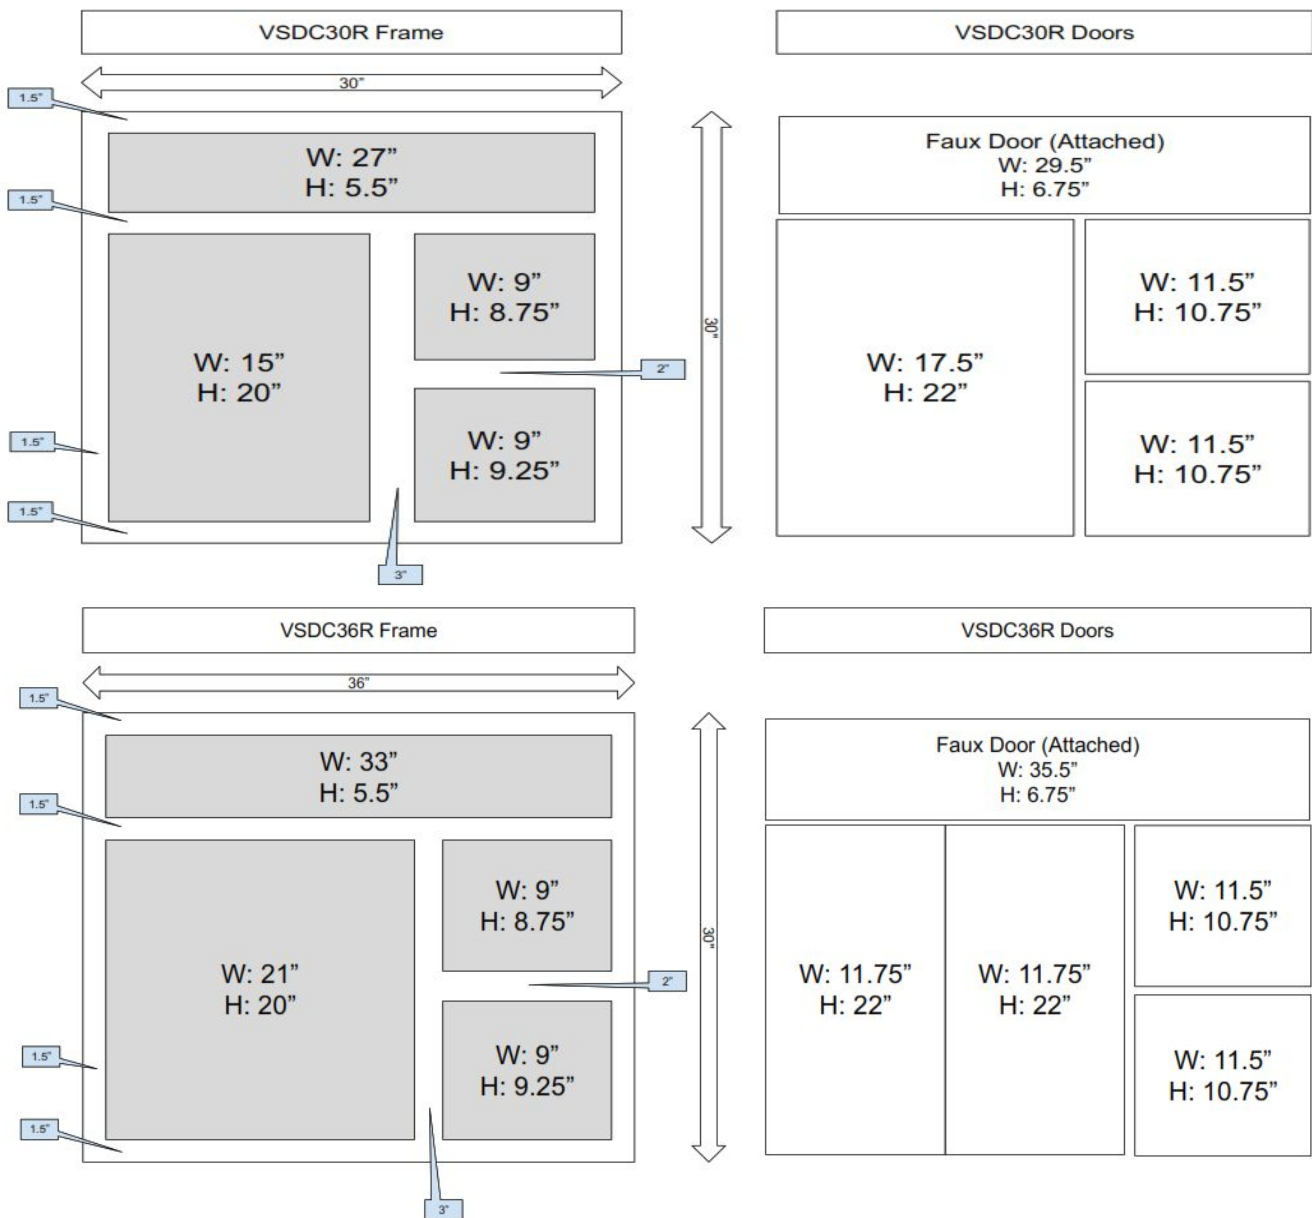 VSDC30R Frame
VSDC30R Doors
30”
1.5”
W: 27”
H: 5.5”
1.5”
W: 15”
H: 20”
W: 9”
H: 8.75”
2”
W: 9”
H: 9.25”
1.5”
1.5”
3”
30”
Faux Door (Attached)
W: 29.5”
H: 6.75”
W: 17.5”
H: 22”
W: 11.5”
H: 10.75”
W: 11.5”
H: 10.75”
VSDC36R Frame
VSDC36R Doors
36”
1.5”
W: 33”
H: 5.5”
1.5”
W: 21”
H: 20”
W: 9”
H: 8.75”
2”
W: 9”
H: 9.25”
1.5”
1.5”
3”
30”
Faux Door (Attached)
W: 35.5”
H: 6.75”
W: 11.75”
H: 22”
W: 11.75”
H: 22”
W: 11.5”
H: 10.75”
W: 11.5”
H: 10.75”